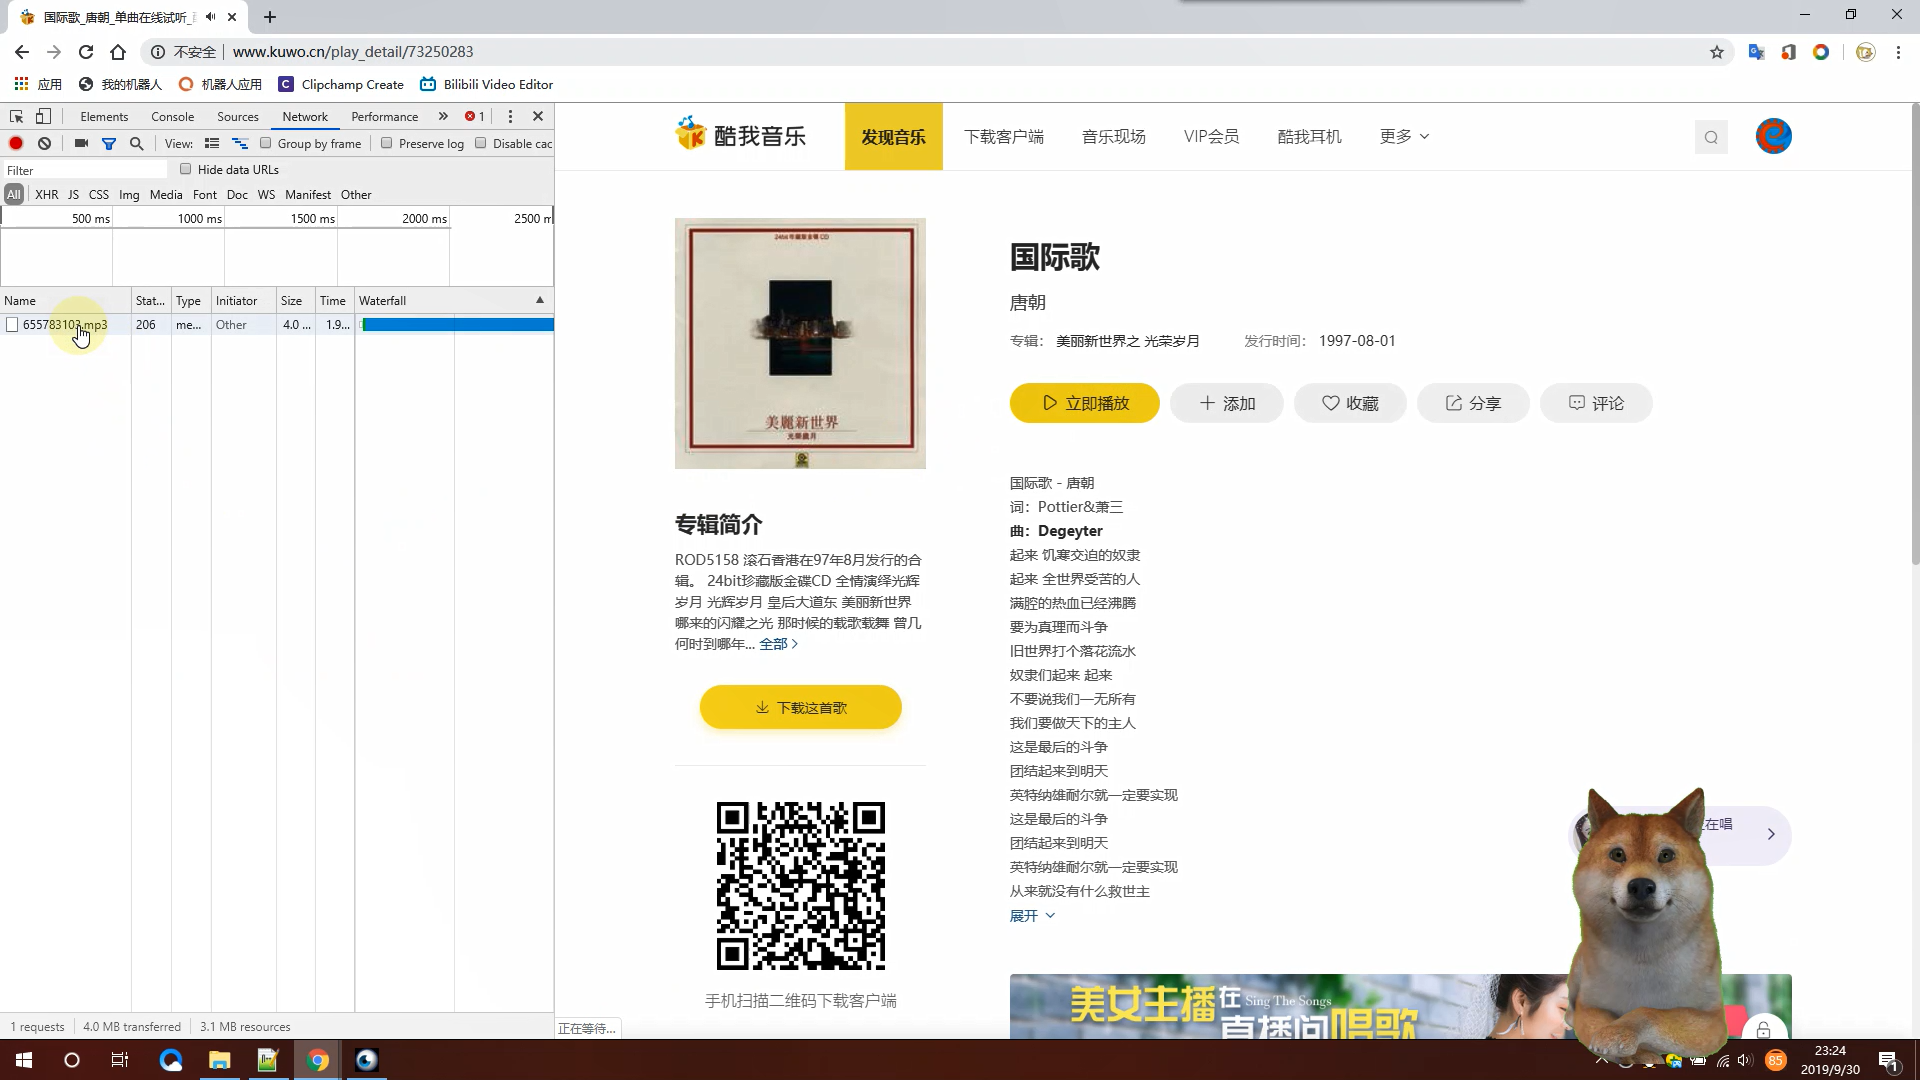 国际歌_唐朝_单曲在线试听_
不安全
www.kuwo.cn/play_detail/73250283
应用
我的机器人
机器人应用
Clipchamp Create
Bilibili Video Editor
Elements
Console
Sources
Network
Performance
»
1
View:
Group by frame
Preserve log
Disable cac
Filter
Hide data URLs
All
XHR
JS
CSS
Img
Media
Font
Doc
WS
Manifest
Other
500 ms
1000 ms
1500 ms
2000 ms
2500 m
Name
Stat...
Type
Initiator
Size
Time
Waterfall
655783103.mp3
206
me...
Other
4.0 ...
1.9...
1 requests
4.0 MB transferred
3.1 MB resources
正在等待...
酷我音乐
发现音乐
下载客户端
音乐现场
VIP会员
酷我耳机
更多
24bit 珍藏版金碟 CD
美麗新世界
光榮歲月
国际歌
唐朝
专辑: 美丽新世界之 光荣岁月
发行时间: 1997-08-01
立即播放
添加
收藏
分享
评论
专辑简介
ROD5158 滚石香港在97年8月发行的合
辑。 24bit珍藏版金碟CD 全情演绎光辉
岁月 光辉岁月 皇后大道东 美丽新世界
哪来的闪耀之光 那时候的载歌载舞 曾几
何时到哪年... 全部
下载这首歌
手机扫描二维码下载客户端
国际歌 - 唐朝
词: Pottier&萧三
曲: Degeyter
起来 饥寒交迫的奴隶
起来 全世界受苦的人
满腔的热血已经沸腾
要为真理而斗争
旧世界打个落花流水
奴隶们起来 起来
不要说我们一无所有
我们要做天下的主人
这是最后的斗争
团结起来到明天
英特纳雄耐尔就一定要实现
这是最后的斗争
团结起来到明天
英特纳雄耐尔就一定要实现
从来就没有什么救世主
展开
在唱
美女主播在
Sing The Songs
直播间唱歌
85
23:24
2019/9/30
1